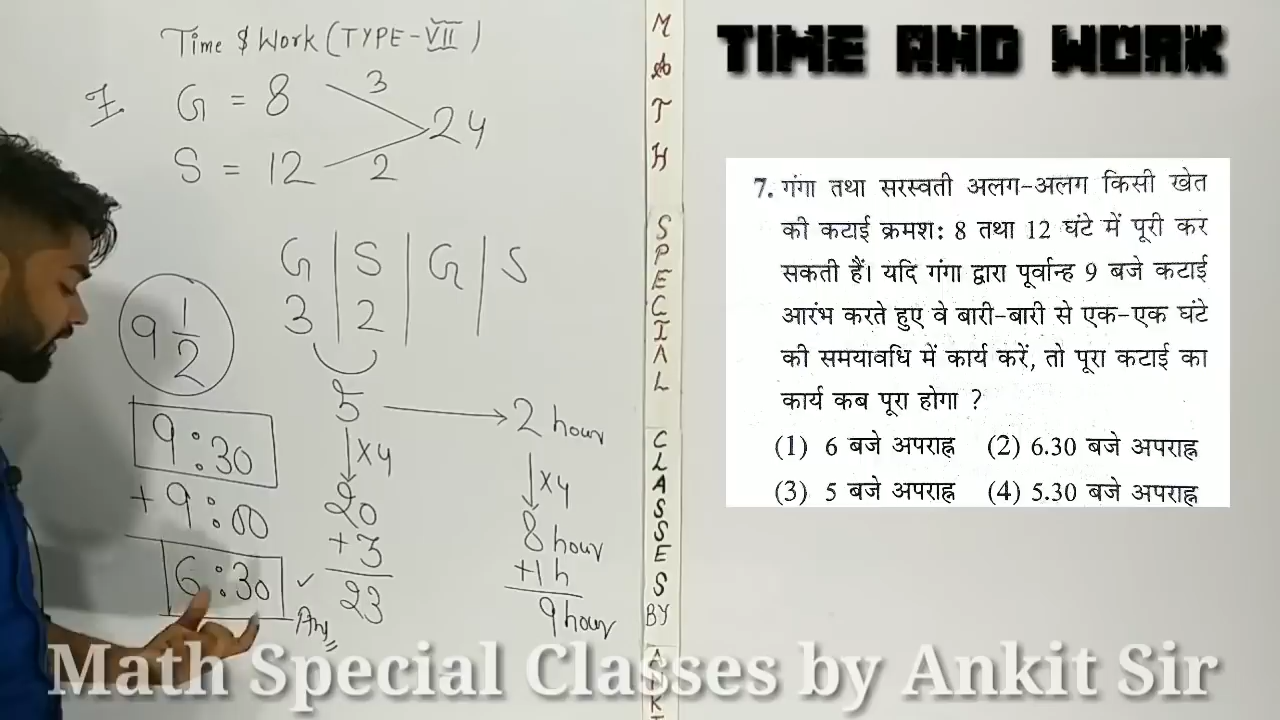 Time $ Work (TYPE-VII)
7. G = 8 3
24
S = 12 2
G | S | G | S
3 | 2
9 1/2
5 → 2 hour
×4 ×4
20 8 hour
+3 +1h
23 9 hour
9:30
+9:00
6:30 ✓
Ans
MATH SPECIAL CLASSES BY
TIME AND WORK
7. गंगा तथा सरस्वती अलग-अलग किसी खेत
की कटाई क्रमश: 8 तथा 12 घंटे में पूरी कर
सकती हैं। यदि गंगा द्वारा पूर्वान्ह 9 बजे कटाई
आरंभ करते हुए वे बारी-बारी से एक-एक घंटे
की समयावधि में कार्य करें, तो पूरा कटाई का
कार्य कब पूरा होगा ?
(1) 6 बजे अपराह्न (2) 6.30 बजे अपराह्न
(3) 5 बजे अपराह्न (4) 5.30 बजे अपराह्न
Math Special Classes by Ankit Sir